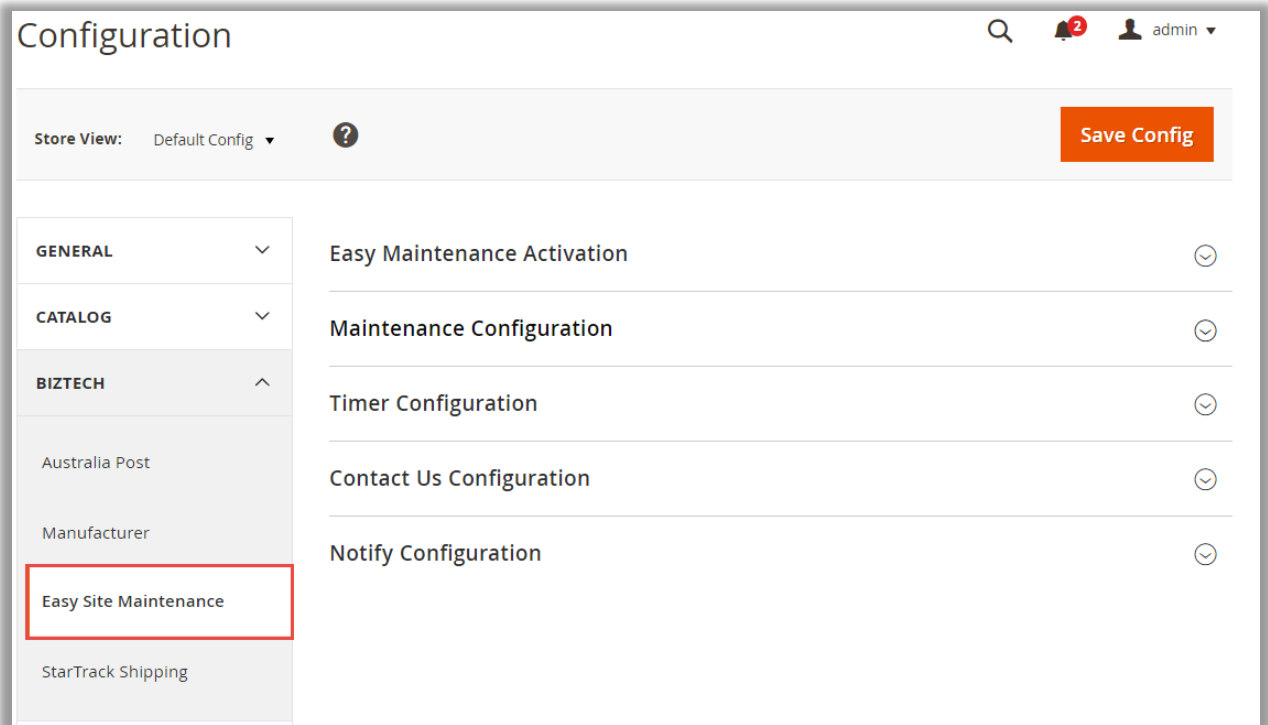 Configuration
2
admin
Store View: Default Config ?
Save Config
GENERAL
CATALOG
BIZTECH
Australia Post
Manufacturer
Easy Site Maintenance
StarTrack Shipping
Easy Maintenance Activation
Maintenance Configuration
Timer Configuration
Contact Us Configuration
Notify Configuration